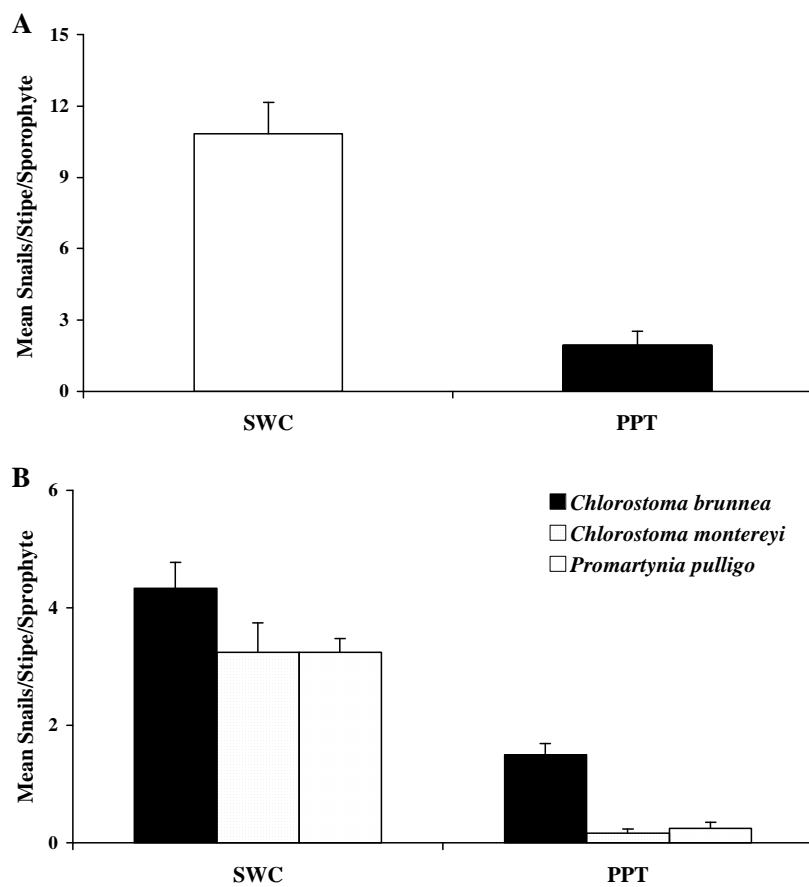 A
Mean Snails/Stipe/Sporophyte
15
12
9
6
3
0
SWC
PPT
B
Mean Snails/Stipe/Sprophyte
6
4
2
0
Chlorostoma brunnea
Chlorostoma montereyi
Promartynia pulligo
SWC
PPT